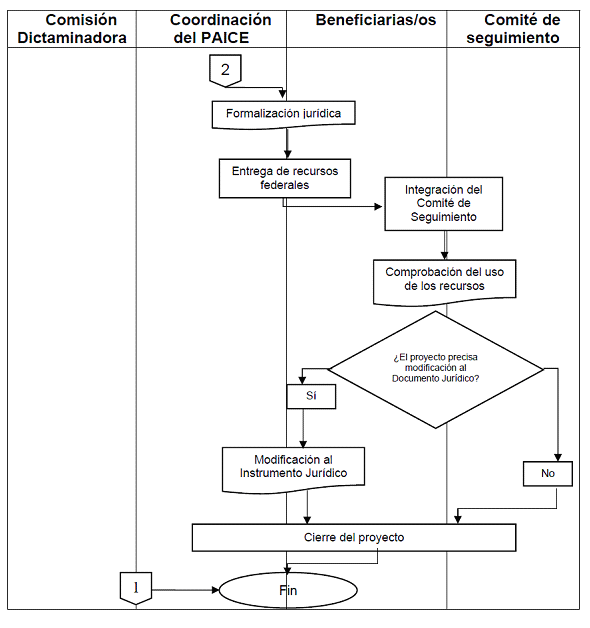 Comisión
Dictaminadora
Coordinación
del PAICE
Beneficiarias/os
Comité de
seguimiento
2
Formalización jurídica
Entrega de recursos
federales
Integración del
Comité de
Seguimiento
Comprobación del uso
de los recursos
¿El proyecto precisa
modificación al
Documento Jurídico?
Sí
Modificación al
Instrumento Jurídico
No
Cierre del proyecto
1
Fin